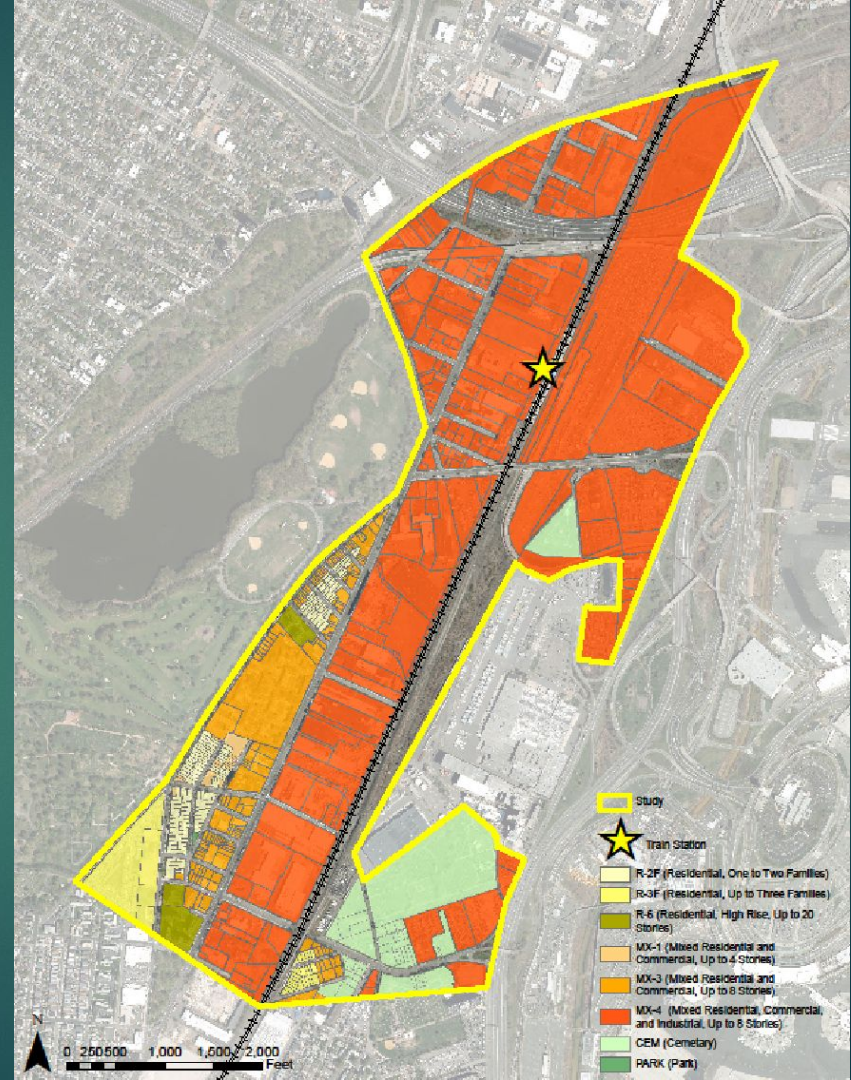 Study
Train Station
R-2F (Residential, One to Two Families)
R-3F (Residential, Up to Three Families)
R-6 (Residential, High Rise, Up to 20
Stories)
MX-1 (Mixed Residential and
Commercial, Up to 4 Stories)
MX-3 (Mixed Residential and
Commercial, Up to 8 Stories)
MX-4 (Mixed Residential, Commercial,
and Industrial, Up to 8 Stories)
CEM (Cemetary)
PARK (Park)
N
0 250500 1,000 1,500 2,000
Feet